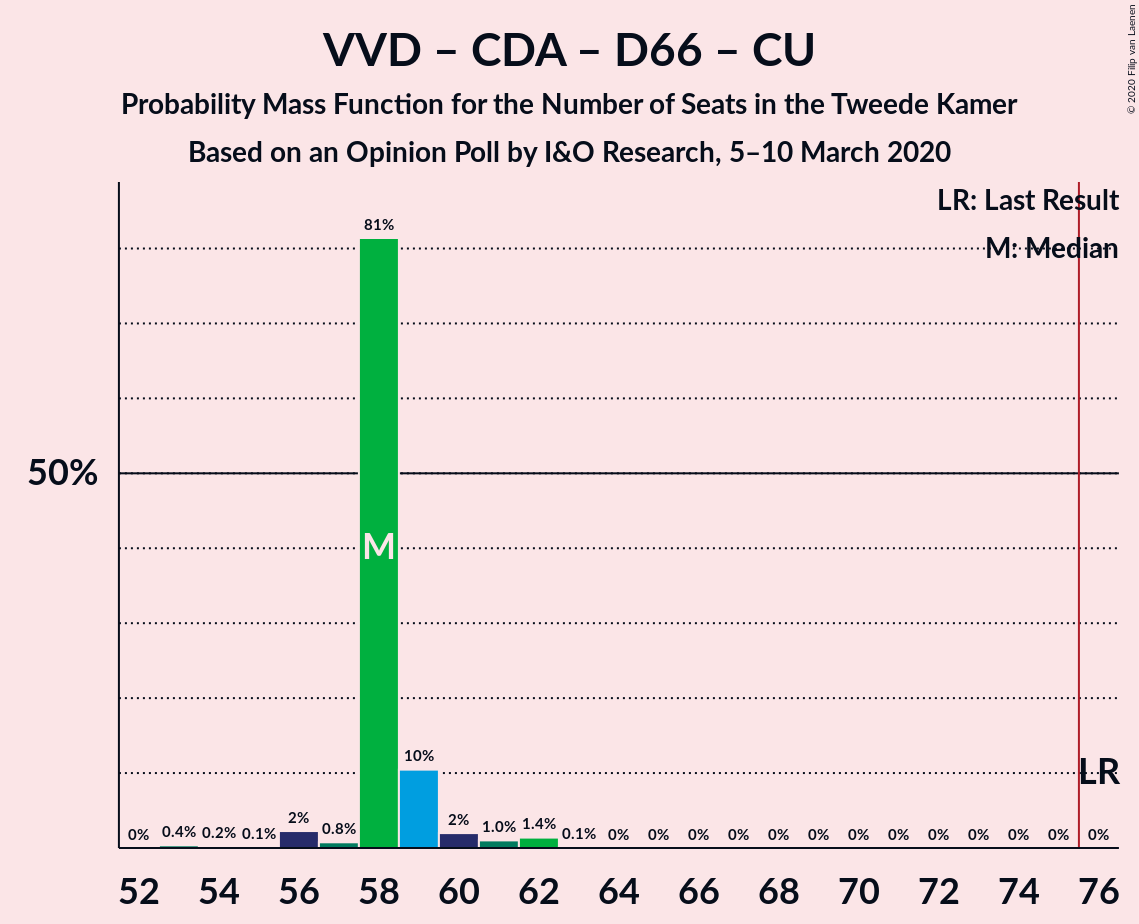 VVD – CDA – D66 – CU
Probability Mass Function for the Number of Seats in the Tweede Kamer
Based on an Opinion Poll by I&O Research, 5–10 March 2020
© 2020 Filip van Laenen
LR: Last Result
M: Median
50%
0% 0.4% 0.2% 0.1% 2% 0.8% 81% 10% 2% 1.0% 1.4% 0.1% 0% 0% 0% 0% 0% 0% 0% 0% 0% 0% 0% 0% 0%
M
LR
52 54 56 58 60 62 64 66 68 70 72 74 76